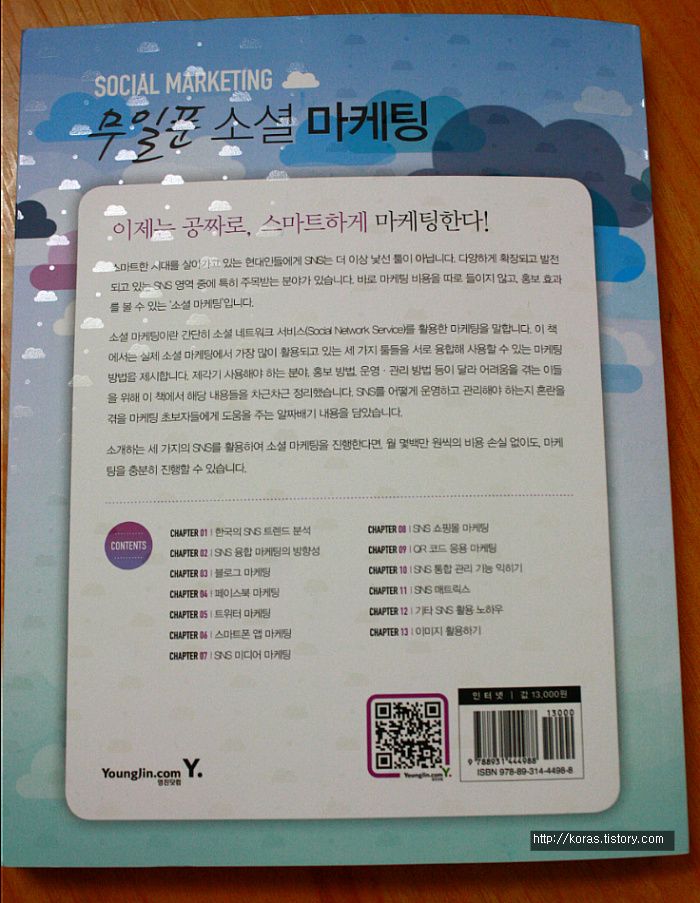 SOCIAL MARKETING
무일푼 소셜 마케팅
이제는 공짜로, 스마트하게 마케팅한다!
스마트한 시대를 살아가고 있는 현대인들에게 SNS는 더 이상 낯선 툴이 아닙니다. 다양하게 확장되고 발전
되고 있는 SNS 영역 중에 특히 주목받는 분야가 있습니다. 바로 마케팅 비용을 따로 들이지 않고, 홍보 효과
를 볼 수 있는 '소셜 마케팅'입니다.
소셜 마케팅이란 간단히 소셜 네트워크 서비스(Social Network Service)를 활용한 마케팅을 말합니다. 이 책
에서는 실제 소셜 마케팅에서 가장 많이 활용되고 있는 세 가지 툴들을 서로 융합해 사용할 수 있는 마케팅
방법을 제시합니다. 제각기 사용해야 하는 분야, 홍보 방법, 운영·관리 방법 등이 달라 어려움을 겪는 이들
을 위해 이 책에서 해당 내용들을 차근차근 정리했습니다. SNS를 어떻게 운영하고 관리해야 하는지 혼란을
겪을 마케팅 초보자들에게 도움을 주는 알짜배기 내용을 담았습니다.
소개하는 세 가지의 SNS를 활용하여 소셜 마케팅을 진행한다면, 월 몇백만 원씩의 비용 손실 없이도, 마케
팅을 충분히 진행할 수 있습니다.
CONTENTS
CHAPTER 01 | 한국의 SNS 트렌드 분석
CHAPTER 02 | SNS 융합 마케팅의 방향성
CHAPTER 03 | 블로그 마케팅
CHAPTER 04 | 페이스북 마케팅
CHAPTER 05 | 트위터 마케팅
CHAPTER 06 | 스마트폰 앱 마케팅
CHAPTER 07 | SNS 미디어 마케팅
CHAPTER 08 | SNS 쇼핑몰 마케팅
CHAPTER 09 | QR 코드 응용 마케팅
CHAPTER 10 | SNS 통합 관리 기능 익히기
CHAPTER 11 | SNS 매트릭스
CHAPTER 12 | 기타 SNS 활용 노하우
CHAPTER 13 | 이미지 활용하기
YoungJin.com Y.
영진닷컴
YoungJin.com Y.
인터넷 | 값 13,000원
13000
9 788931 444988
ISBN 978-89-314-4498-8
http://koras.tistory.com